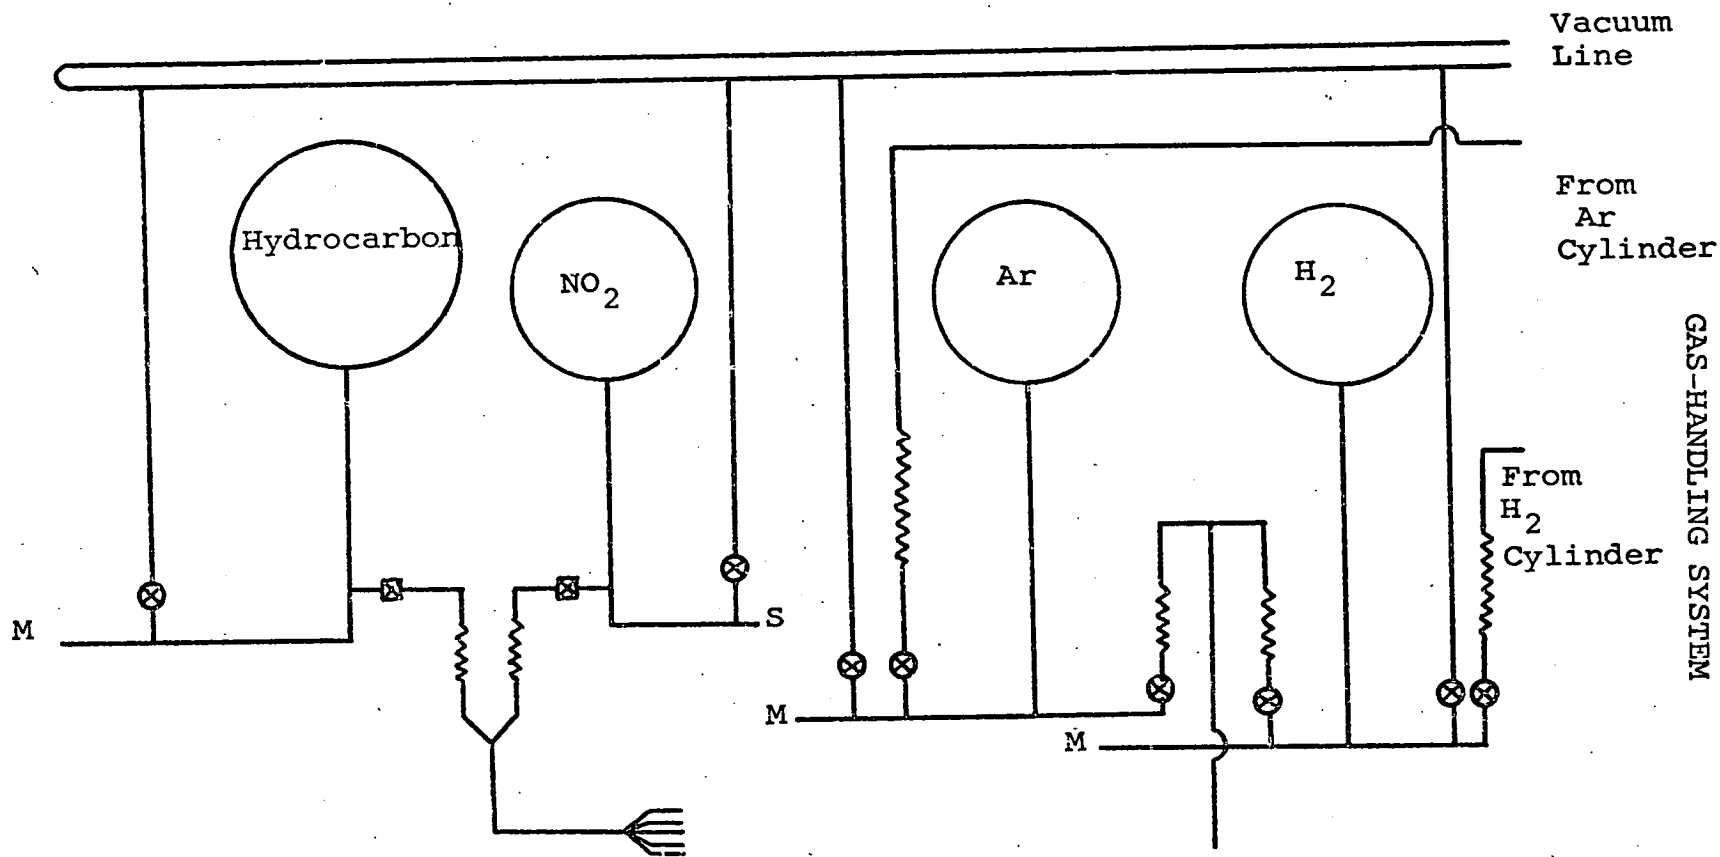 Vacuum
Line
From
Ar
Cylinder
Hydrocarbon
NO2
Ar
H2
From
H2
Cylinder
M
S
M
M
GAS-HANDLING SYSTEM